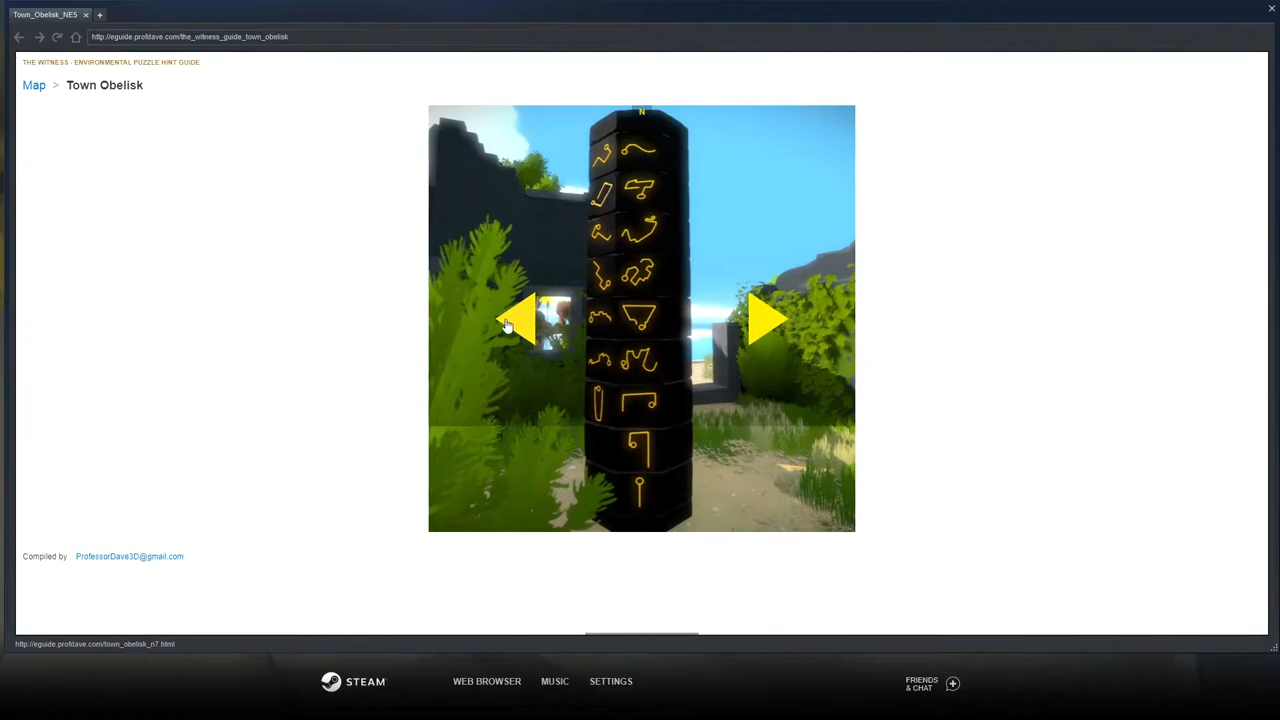 Town_Obelisk_NE5
http://eguide.profdave.com/the_witness_guide_town_obelisk
THE WITNESS - ENVIRONMENTAL PUZZLE HINT GUIDE
Map > Town Obelisk
N
Compiled by ProfessorDave3D@gmail.com
http://eguide.profdave.com/town_obelisk_n7.html
STEAM
WEB BROWSER
MUSIC
SETTINGS
FRIENDS
& CHAT